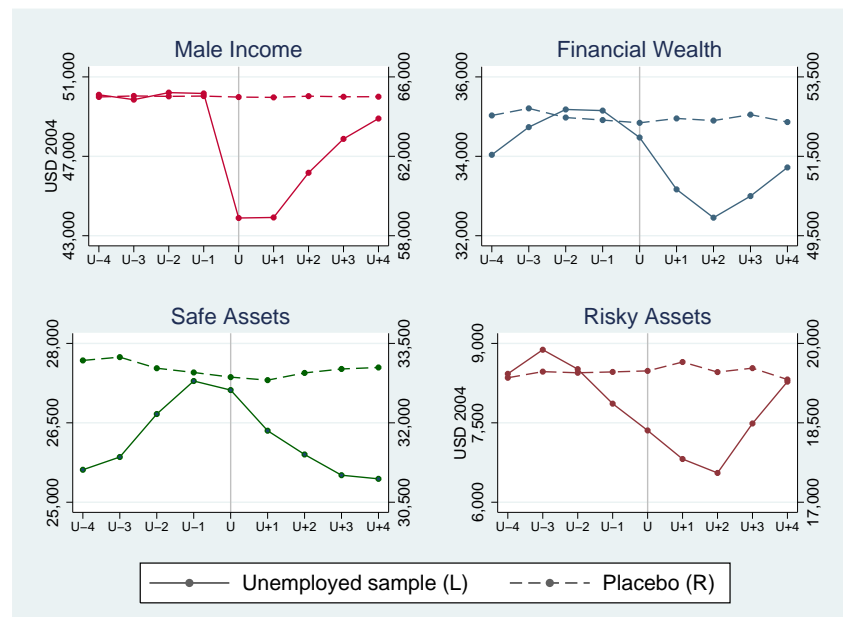 Male Income
Financial Wealth
USD 2004
51,000
47,000
43,000
66,000
62,000
58,000
U−4 U−3 U−2 U−1 U U+1 U+2 U+3 U+4
36,000
34,000
32,000
53,500
51,500
49,500
U−4 U−3 U−2 U−1 U U+1 U+2 U+3 U+4
Safe Assets
Risky Assets
28,000
26,500
25,000
33,500
32,000
30,500
U−4 U−3 U−2 U−1 U U+1 U+2 U+3 U+4
USD 2004
9,000
7,500
6,000
20,000
18,500
17,000
U−4 U−3 U−2 U−1 U U+1 U+2 U+3 U+4
Unemployed sample (L) Placebo (R)